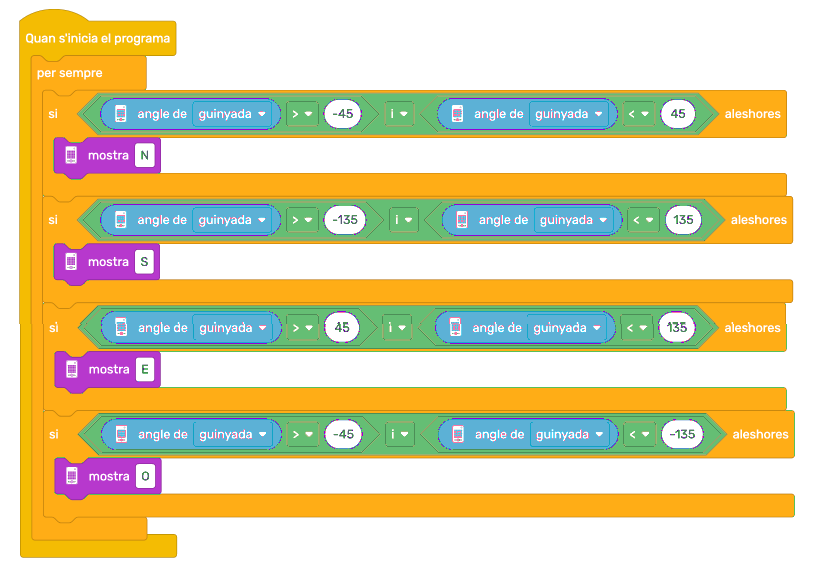 Quan s'inicia el programa
per sempre
si angle de guinyada > -45 i angle de guinyada < 45 aleshores
mostra N
si angle de guinyada > -135 i angle de guinyada < 135 aleshores
mostra S
si angle de guinyada > 45 i angle de guinyada < 135 aleshores
mostra E
si angle de guinyada > -45 i angle de guinyada < -135 aleshores
mostra O